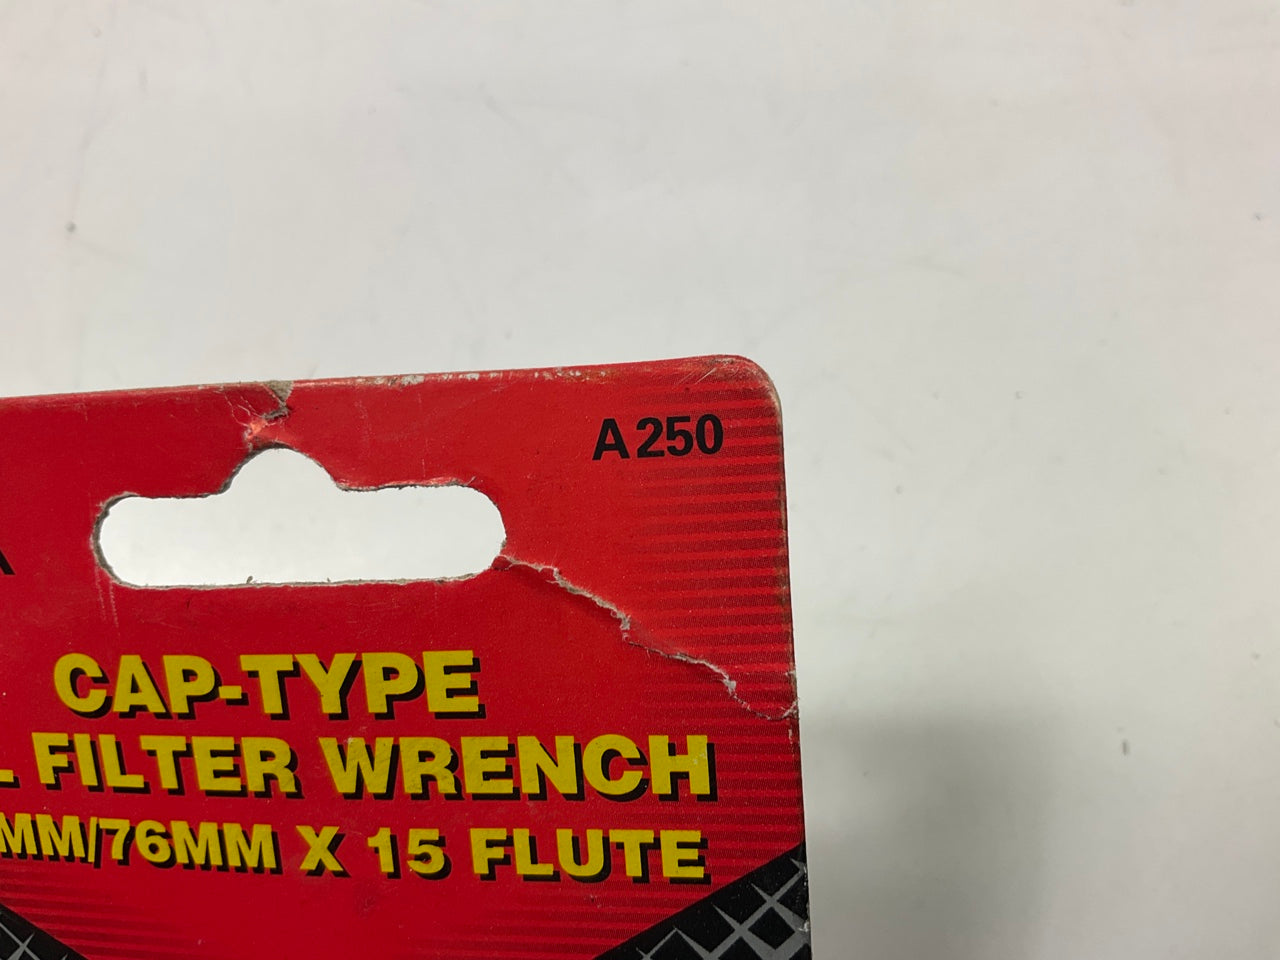 A250
CAP-TYPE
L FILTER WRENCH
MM/76MM X 15 FLUTE